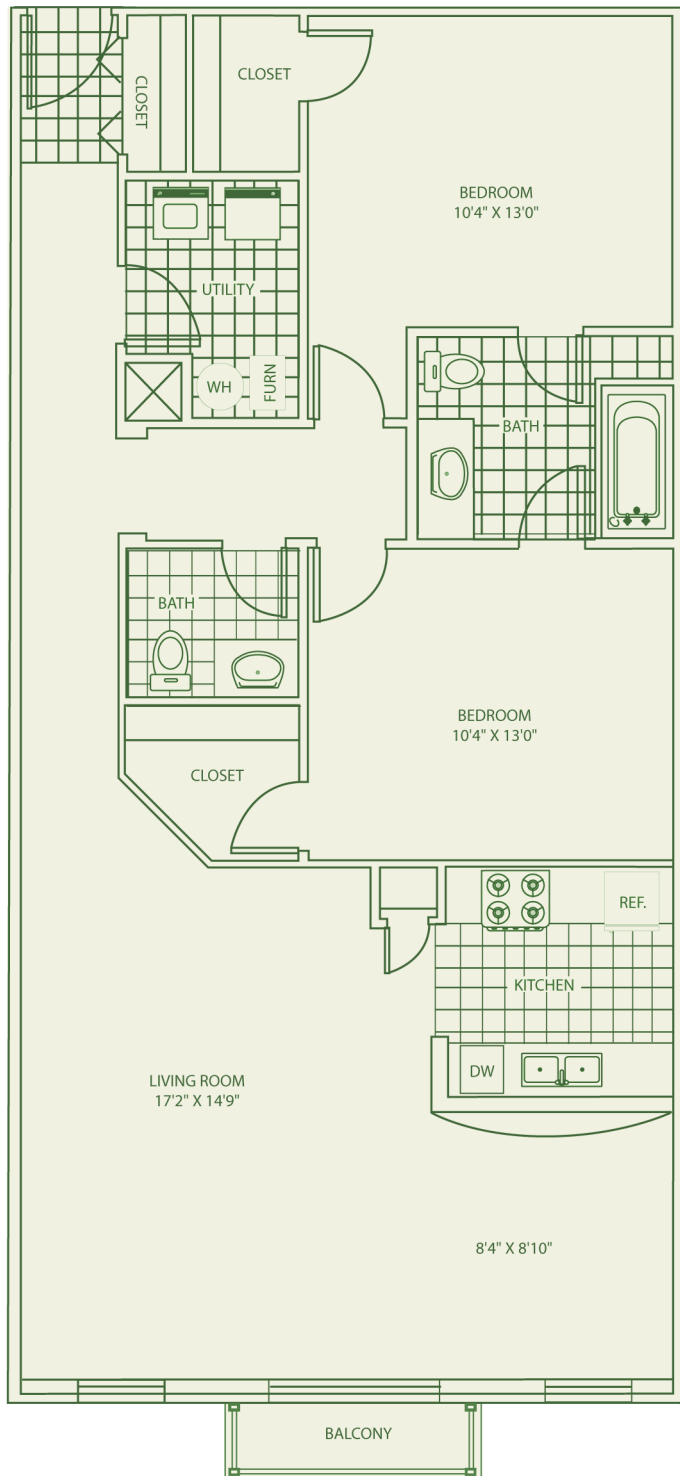 CLOSET
CLOSET
BEDROOM
10'4" X 13'0"
UTILITY
WH
FURN
BATH
BATH
BEDROOM
10'4" X 13'0"
CLOSET
REF.
KITCHEN
DW
LIVING ROOM
17'2" X 14'9"
8'4" X 8'10"
BALCONY